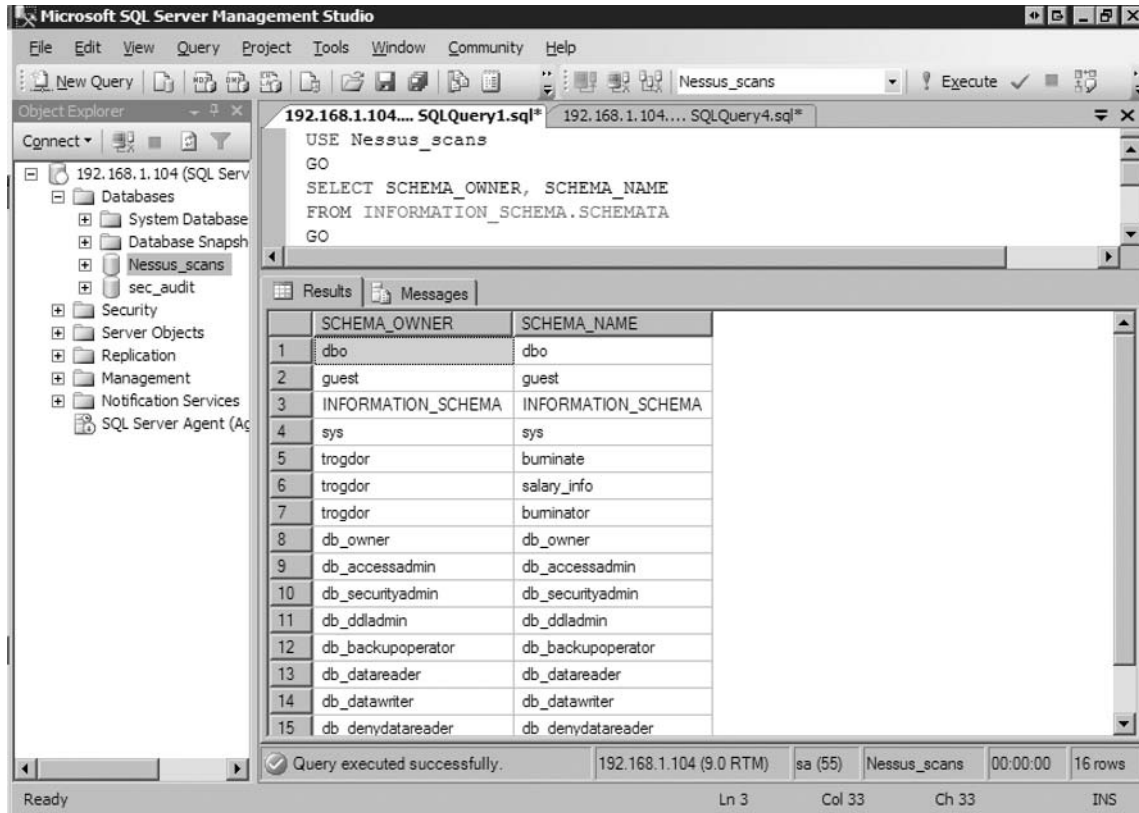 Microsoft SQL Server Management Studio
File Edit View Query Project Tools Window Community Help
New Query Nessus_scans Execute
Object Explorer
192.168.1.104.... SQLQuery1.sql* 192.168.1.104.... SQLQuery4.sql*
Connect
192.168.1.104 (SQL Serv
Databases
System Database
Database Snapsh
Nessus_scans
sec_audit
Security
Server Objects
Replication
Management
Notification Services
SQL Server Agent (Ag
USE Nessus_scans
GO
SELECT SCHEMA_OWNER, SCHEMA_NAME
FROM INFORMATION_SCHEMA.SCHEMATA
GO
Results Messages
SCHEMA_OWNER SCHEMA_NAME
1 dbo dbo
2 guest guest
3 INFORMATION_SCHEMA INFORMATION_SCHEMA
4 sys sys
5 trogdor burninate
6 trogdor salary_info
7 trogdor burninator
8 db_owner db_owner
9 db_accessadmin db_accessadmin
10 db_securityadmin db_securityadmin
11 db_ddladmin db_ddladmin
12 db_backupoperator db_backupoperator
13 db_datareader db_datareader
14 db_datawriter db_datawriter
15 db_denydatareader db_denydatareader
Query executed successfully. 192.168.1.104 (9.0 RTM) sa (55) Nessus_scans 00:00:00 16 rows
Ready Ln 3 Col 33 Ch 33 INS